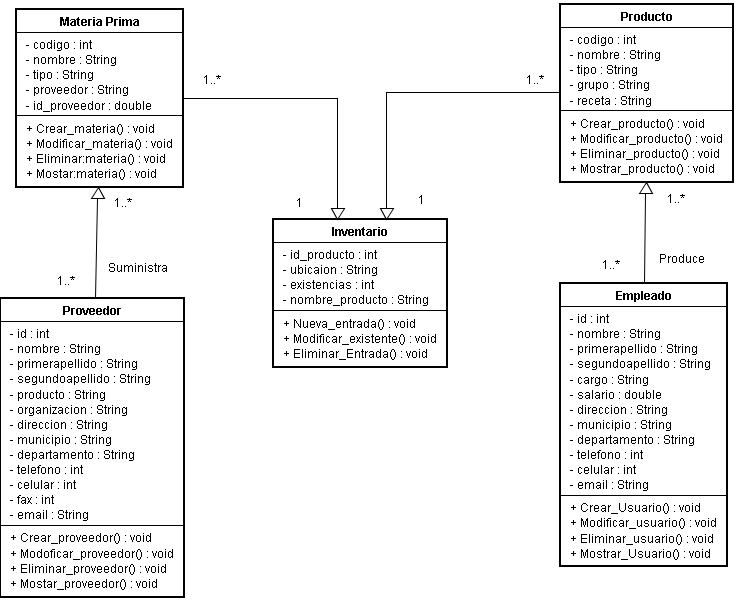 Materia Prima
- codigo : int
- nombre : String
- tipo : String
- proveedor : String
- id_proveedor : double
+ Crear_materia() : void
+ Modificar_materia() : void
+ Eliminar:materia() : void
+ Mostar:materia() : void
Producto
- codigo : int
- nombre : String
- tipo : String
- grupo : String
- receta : String
+ Crear_producto() : void
+ Modificar_producto() : void
+ Eliminar_producto() : void
+ Mostrar_producto() : void
1..*
1..*
1
1
Inventario
- id_producto : int
- ubicaion : String
- existencias : int
- nombre_producto : String
+ Nueva_entrada() : void
+ Modificar_existente() : void
+ Eliminar_Entrada() : void
1..*
Suministra
1..*
1..*
Produce
1..*
Proveedor
- id : int
- nombre : String
- primerapellido : String
- segundoapellido : String
- producto : String
- organizacion : String
- direccion : String
- municipio : String
- departamento : String
- telefono : int
- celular : int
- fax : int
- email : String
+ Crear_proveedor() : void
+ Modoficar_proveedor() : void
+ Eliminar_proveedor() : void
+ Mostar_proveedor() : void
Empleado
- id : int
- nombre : String
- primerapellido : String
- segundoapellido : String
- cargo : String
- salario : double
- direccion : String
- municipio : String
- departamento : String
- telefono : int
- celular : int
- email : String
+ Crear_Usuario() : void
+ Modificar_usuario() : void
+ Eliminar_usuario() : void
+ Mostrar_Usuario() : void